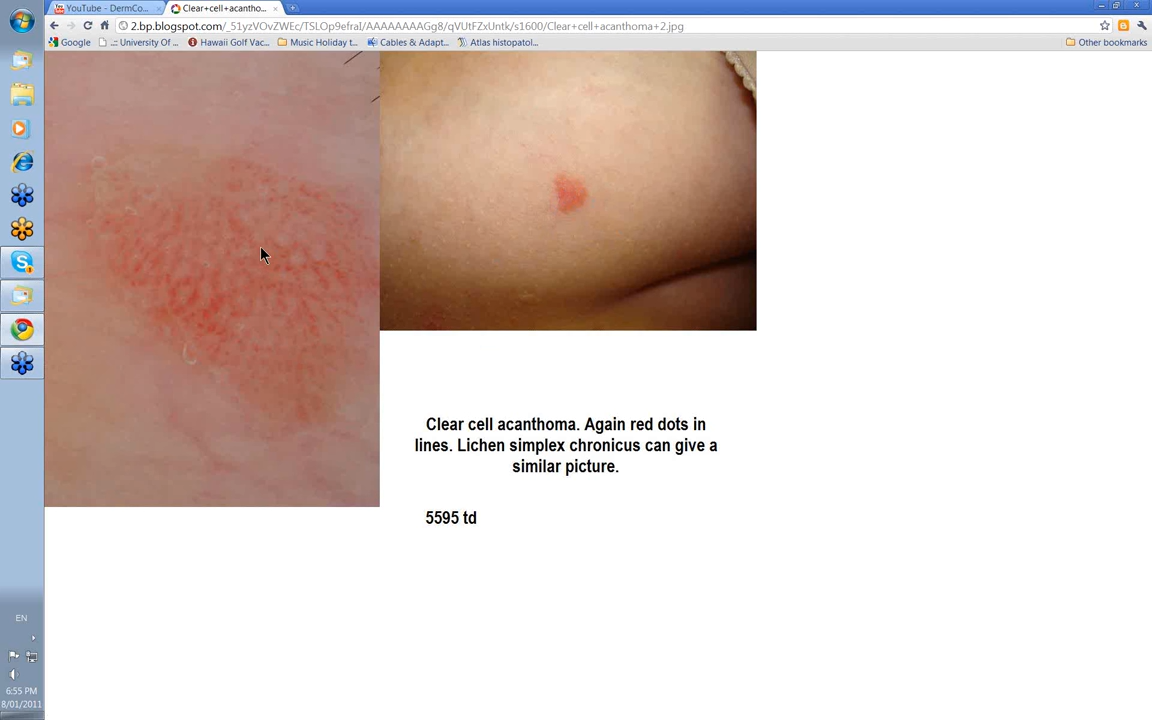 YouTube - DermCo...
Clear+cell+acantho...
2.bp.blogspot.com/_51yzVOvZWEc/TSLOp9efraI/AAAAAAAAGg8/qVUtFZxUntk/s1600/Clear+cell+acanthoma+2.jpg
Google
..:: University Of ...
Hawaii Golf Vac...
Music Holiday t...
Cables & Adapt...
Atlas histopatol...
Other bookmarks
Clear cell acanthoma. Again red dots in
lines. Lichen simplex chronicus can give a
similar picture.
5595 td
EN
6:55 PM
8/01/2011